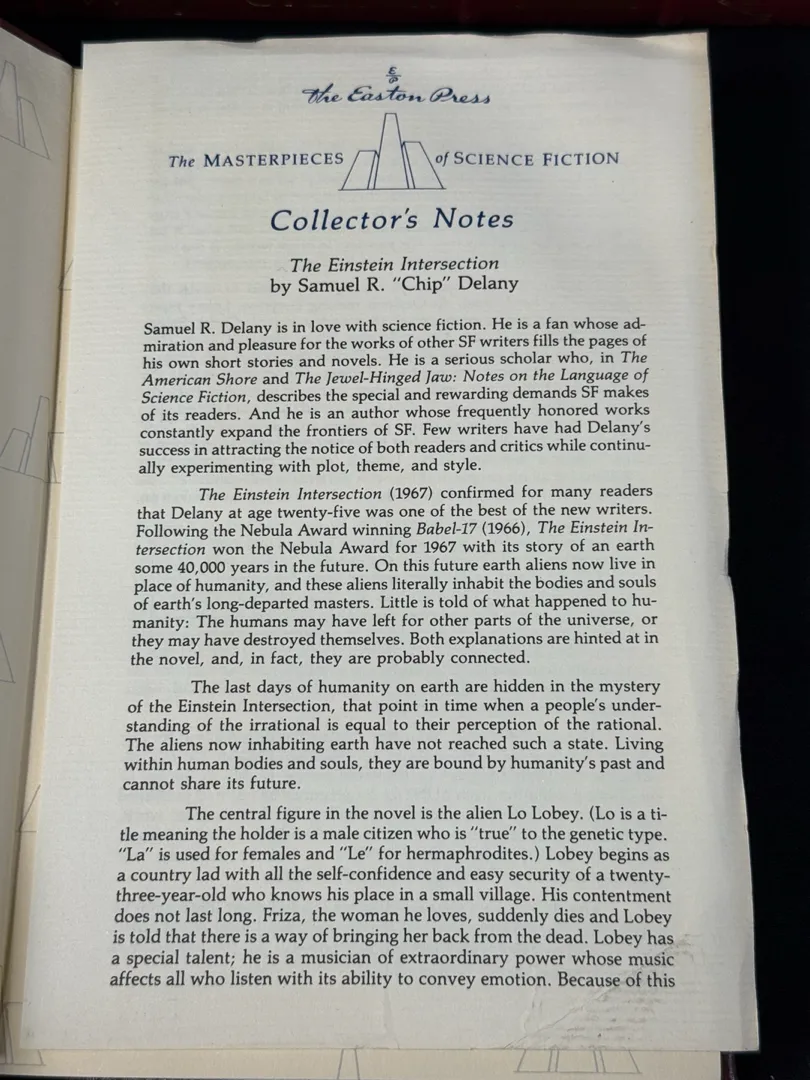 E
P
The Easton Press
The MASTERPIECES of SCIENCE FICTION
Collector's Notes
The Einstein Intersection
by Samuel R. "Chip" Delany
Samuel R. Delany is in love with science fiction. He is a fan whose ad-
miration and pleasure for the works of other SF writers fills the pages of
his own short stories and novels. He is a serious scholar who, in The
American Shore and The Jewel-Hinged Jaw: Notes on the Language of
Science Fiction, describes the special and rewarding demands SF makes
of its readers. And he is an author whose frequently honored works
constantly expand the frontiers of SF. Few writers have had Delany's
success in attracting the notice of both readers and critics while continu-
ally experimenting with plot, theme, and style.
The Einstein Intersection (1967) confirmed for many readers
that Delany at age twenty-five was one of the best of the new writers.
Following the Nebula Award winning Babel-17 (1966), The Einstein In-
tersection won the Nebula Award for 1967 with its story of an earth
some 40,000 years in the future. On this future earth aliens now live in
place of humanity, and these aliens literally inhabit the bodies and souls
of earth's long-departed masters. Little is told of what happened to hu-
manity: The humans may have left for other parts of the universe, or
they may have destroyed themselves. Both explanations are hinted at in
the novel, and, in fact, they are probably connected.
The last days of humanity on earth are hidden in the mystery
of the Einstein Intersection, that point in time when a people's under-
standing of the irrational is equal to their perception of the rational.
The aliens now inhabiting earth have not reached such a state. Living
within human bodies and souls, they are bound by humanity's past and
cannot share its future.
The central figure in the novel is the alien Lo Lobey. (Lo is a ti-
tle meaning the holder is a male citizen who is "true" to the genetic type.
"La" is used for females and "Le" for hermaphrodites.) Lobey begins as
a country lad with all the self-confidence and easy security of a twenty-
three-year-old who knows his place in a small village. His contentment
does not last long. Friza, the woman he loves, suddenly dies and Lobey
is told that there is a way of bringing her back from the dead. Lobey has
a special talent; he is a musician of extraordinary power whose music
affects all who listen with its ability to convey emotion. Because of this